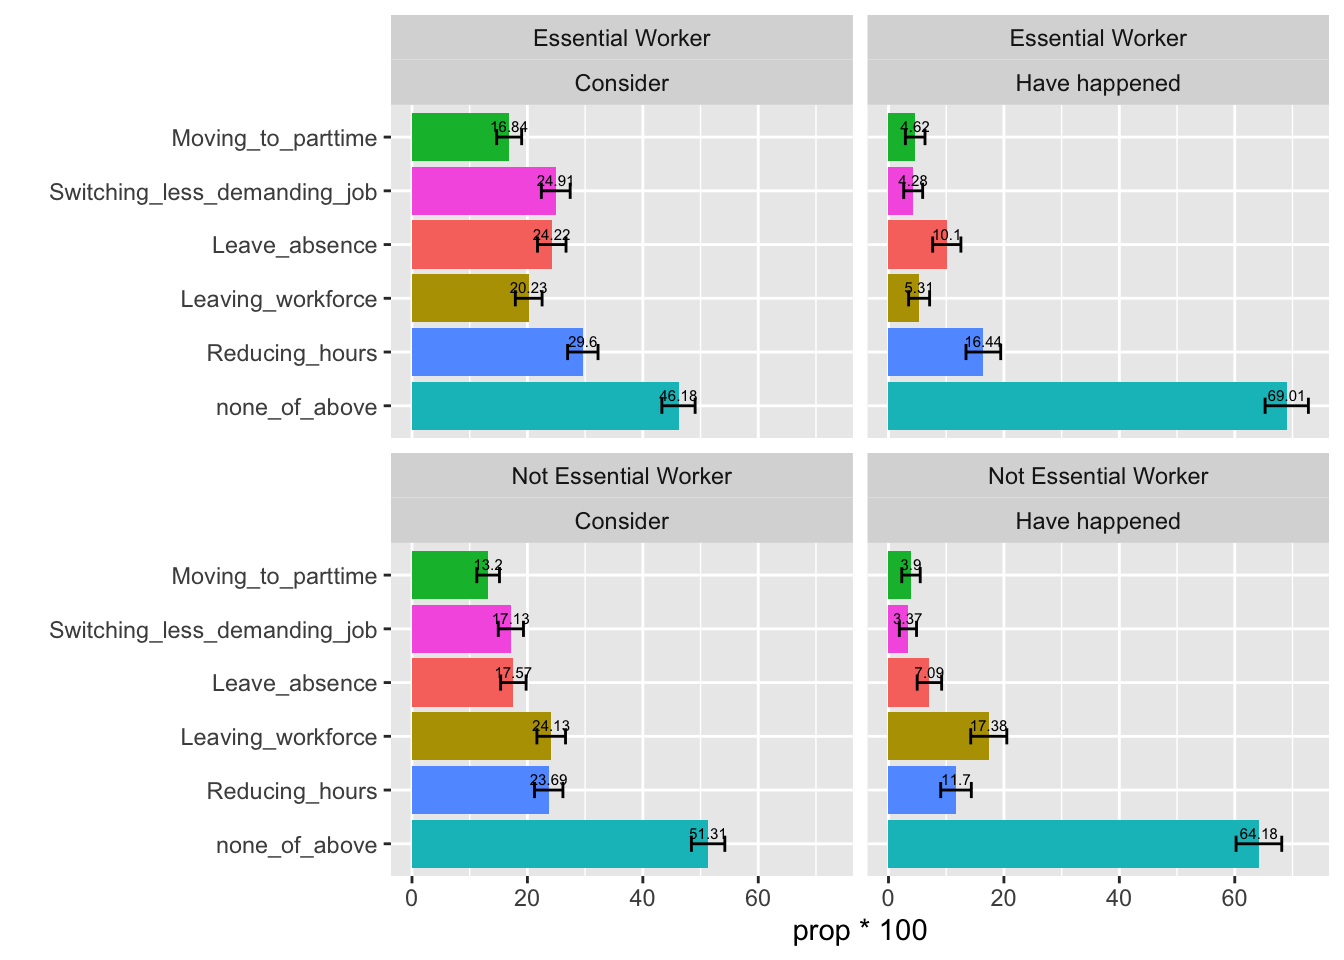 Essential Worker
Consider
Essential Worker
Have happened
Moving_to_parttime 16.84 4.62
Switching_less_demanding_job 24.91 4.28
Leave_absence 24.22 10.1
Leaving_workforce 20.23 5.31
Reducing_hours 29.6 16.44
none_of_above 46.18 69.01
Not Essential Worker
Consider
Not Essential Worker
Have happened
Moving_to_parttime 13.2 3.9
Switching_less_demanding_job 17.13 3.37
Leave_absence 17.57 7.09
Leaving_workforce 24.13 17.38
Reducing_hours 23.69 11.7
none_of_above 51.31 64.18
0 20 40 60 0 20 40 60
prop * 100